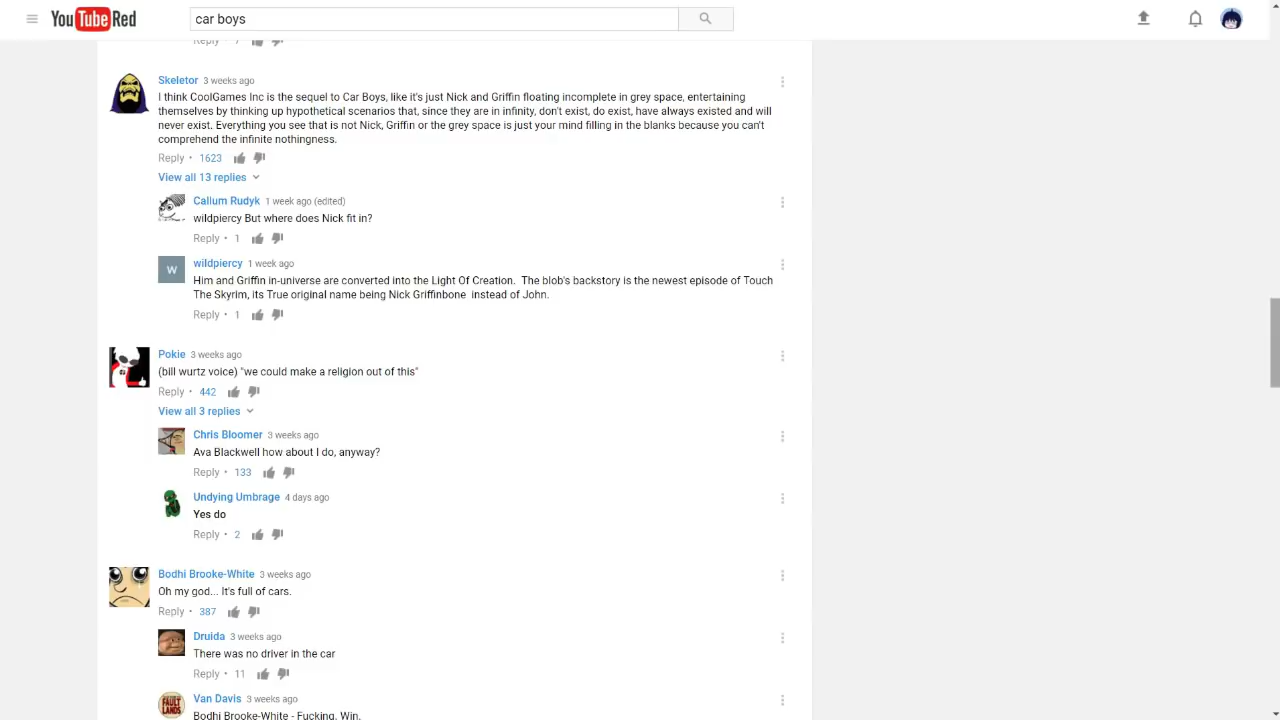 YouTube Red
car boys
Reply • 7
Skeletor 3 weeks ago
I think CoolGames Inc is the sequel to Car Boys, like it's just Nick and Griffin floating incomplete in grey space, entertaining
themselves by thinking up hypothetical scenarios that, since they are in infinity, don't exist, do exist, have always existed and will
never exist. Everything you see that is not Nick, Griffin or the grey space is just your mind filling in the blanks because you can't
comprehend the infinite nothingness.
Reply • 1623
View all 13 replies
Callum Rudyk 1 week ago (edited)
wildpiercy But where does Nick fit in?
Reply • 1
W
wildpiercy 1 week ago
Him and Griffin in-universe are converted into the Light Of Creation. The blob's backstory is the newest episode of Touch
The Skyrim, its True original name being Nick Griffinbone instead of John.
Reply • 1
Pokie 3 weeks ago
(bill wurtz voice) "we could make a religion out of this"
Reply • 442
View all 3 replies
Chris Bloomer 3 weeks ago
Ava Blackwell how about I do, anyway?
Reply • 133
Undying Umbrage 4 days ago
Yes do
Reply • 2
Bodhi Brooke-White 3 weeks ago
Oh my god... It's full of cars.
Reply • 387
Druida 3 weeks ago
There was no driver in the car
Reply • 11
FAULT
LANDS
Van Davis 3 weeks ago
Bodhi Brooke-White - Fucking. Win.